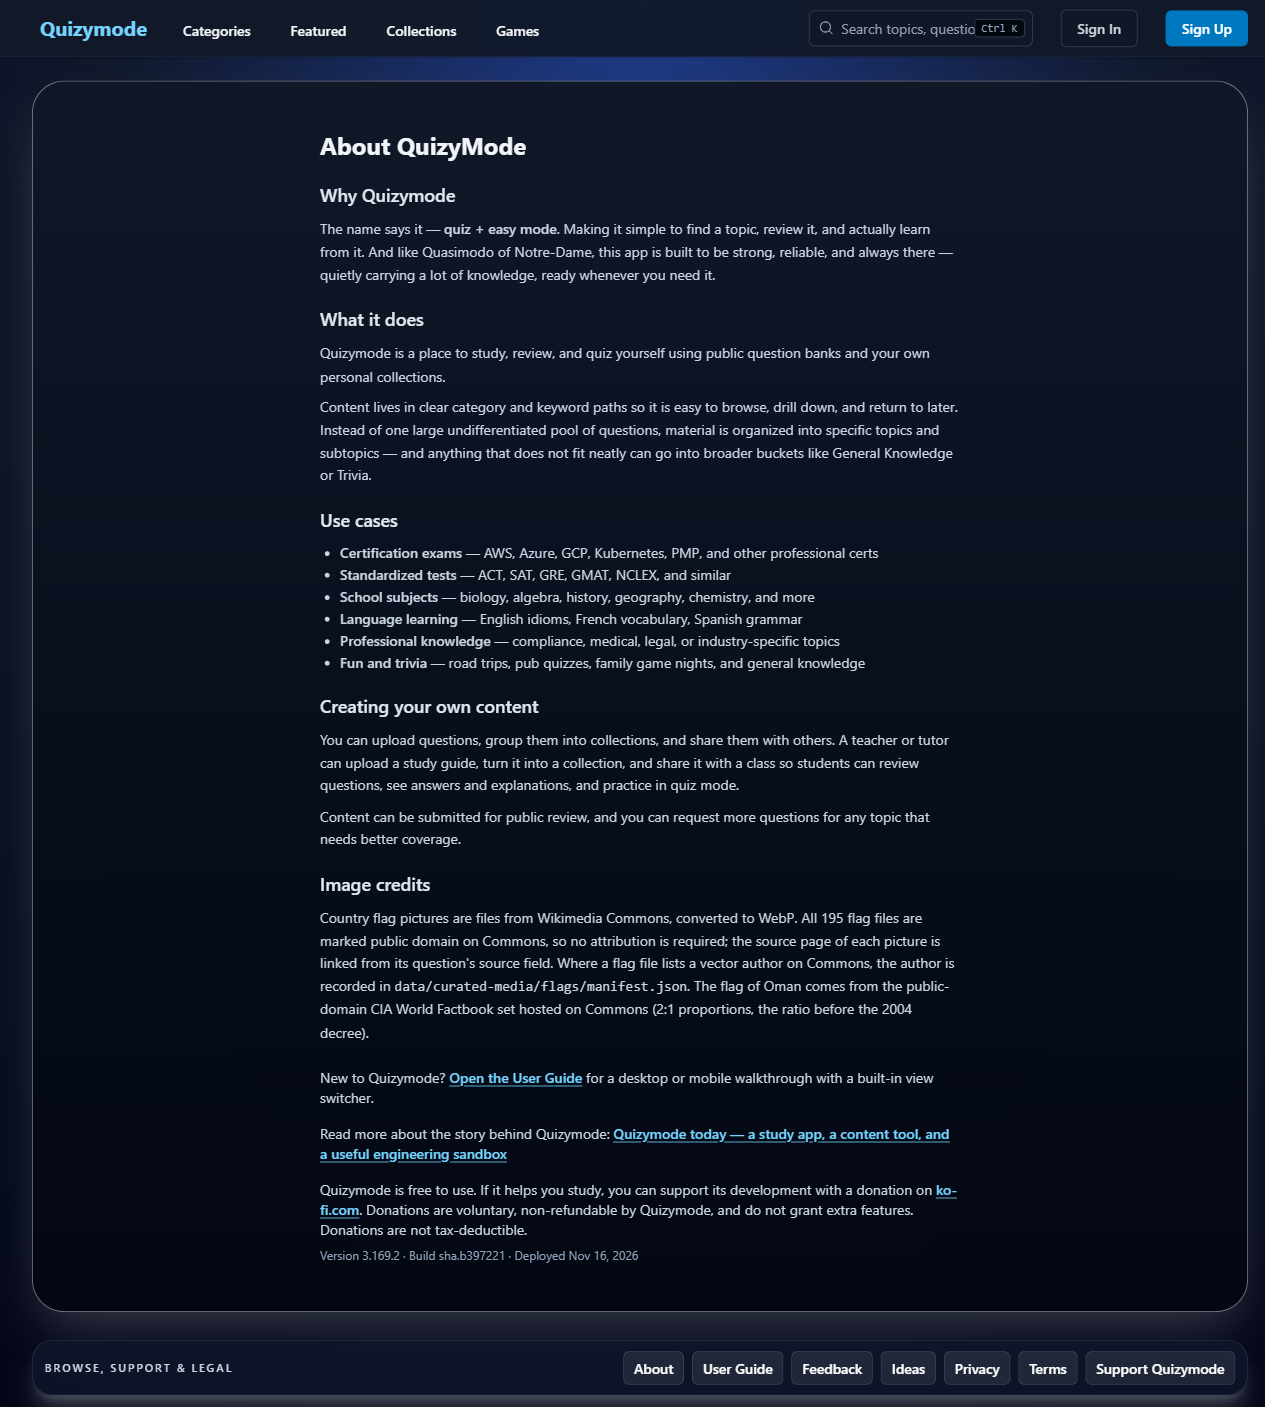 Quizymode
Categories
Featured
Collections
Games
Search topics, questio
Ctrl K
Sign In
Sign Up
About QuizyMode
Why Quizymode
The name says it — quiz + easy mode. Making it simple to find a topic, review it, and actually learn
from it. And like Quasimodo of Notre-Dame, this app is built to be strong, reliable, and always there —
quietly carrying a lot of knowledge, ready whenever you need it.
What it does
Quizymode is a place to study, review, and quiz yourself using public question banks and your own
personal collections.
Content lives in clear category and keyword paths so it is easy to browse, drill down, and return to later.
Instead of one large undifferentiated pool of questions, material is organized into specific topics and
subtopics — and anything that does not fit neatly can go into broader buckets like General Knowledge
or Trivia.
Use cases
• Certification exams — AWS, Azure, GCP, Kubernetes, PMP, and other professional certs
• Standardized tests — ACT, SAT, GRE, GMAT, NCLEX, and similar
• School subjects — biology, algebra, history, geography, chemistry, and more
• Language learning — English idioms, French vocabulary, Spanish grammar
• Professional knowledge — compliance, medical, legal, or industry-specific topics
• Fun and trivia — road trips, pub quizzes, family game nights, and general knowledge
Creating your own content
You can upload questions, group them into collections, and share them with others. A teacher or tutor
can upload a study guide, turn it into a collection, and share it with a class so students can review
questions, see answers and explanations, and practice in quiz mode.
Content can be submitted for public review, and you can request more questions for any topic that
needs better coverage.
Image credits
Country flag pictures are files from Wikimedia Commons, converted to WebP. All 195 flag files are
marked public domain on Commons, so no attribution is required; the source page of each picture is
linked from its question's source field. Where a flag file lists a vector author on Commons, the author is
recorded in data/curated-media/flags/manifest.json. The flag of Oman comes from the public-
domain CIA World Factbook set hosted on Commons (2:1 proportions, the ratio before the 2004
decree).
New to Quizymode? Open the User Guide for a desktop or mobile walkthrough with a built-in view
switcher.
Read more about the story behind Quizymode: Quizymode today — a study app, a content tool, and
a useful engineering sandbox
Quizymode is free to use. If it helps you study, you can support its development with a donation on ko-
fi.com. Donations are voluntary, non-refundable by Quizymode, and do not grant extra features.
Donations are not tax-deductible.
Version 3.169.2 · Build sha.b397221 · Deployed Nov 16, 2026
BROWSE, SUPPORT & LEGAL
About
User Guide
Feedback
Ideas
Privacy
Terms
Support Quizymode